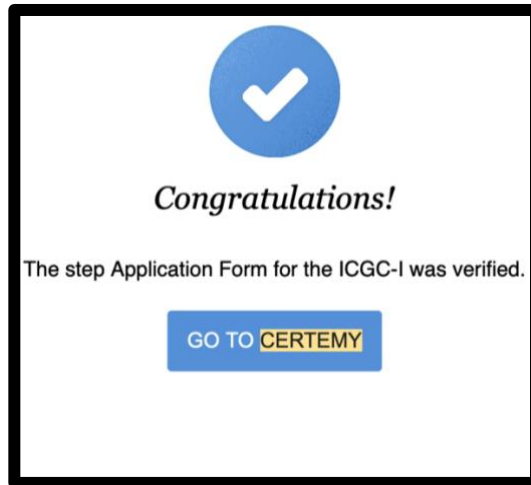 Congratulations!
The step Application Form for the ICGC-I was verified.
GO TO CERTEMY